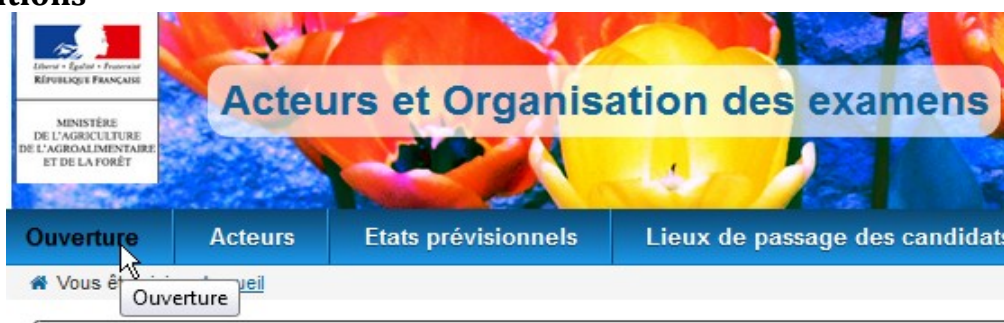 Liberté • Égalité • Fraternité
RÉPUBLIQUE FRANÇAISE
MINISTÈRE
DE L'AGRICULTURE
DE L'AGROALIMENTAIRE
ET DE LA FORÊT
Acteurs et Organisation des examens
Ouverture
Acteurs
Etats prévisionnels
Lieux de passage des candidats
Vous
Ouverture